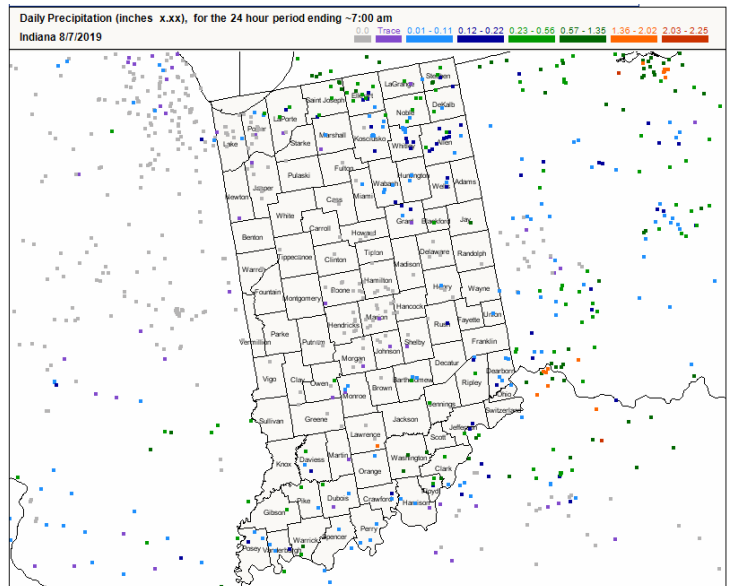 Daily Precipitation (inches x.xx), for the 24 hour period ending ~7:00 am
Indiana 8/7/2019
0.0 Trace 0.01 - 0.11 0.12 - 0.22 0.23 - 0.56 0.57 - 1.35 1.36 - 2.02 2.03 - 2.25
Steuben
LaGrange
Saint Joseph Elkhart
DeKalb
Noble
LaPorte
Porter
Lake Starke Marshall Kosciusko Whitley Allen
Pulaski Fulton
Wabash Huntington Wells Adams
Newton Jasper
Cass Miami
White Grant Blackford Jay
Carroll Howard
Benton
Tippecanoe Clinton Tipton Madison Delaware Randolph
Warren
Fountain Montgomery Boone Hamilton Henry Wayne
Hancock
Marion Union
Hendricks Rush Fayette
Parke
Vermillion Putnam Shelby Franklin
Johnson
Morgan
Decatur
Vigo Clay Owen Monroe Brown Bartholomew Dearborn
Ripley
Ohio
Jennings Switzerland
Sullivan Greene Jackson
Jefferson
Lawrence Scott
Knox Daviess Martin Washington
Orange Clark
Floyd
Pike Dubois Crawford Harrison
Gibson
Perry
Posey Vanderburgh Warrick Spencer